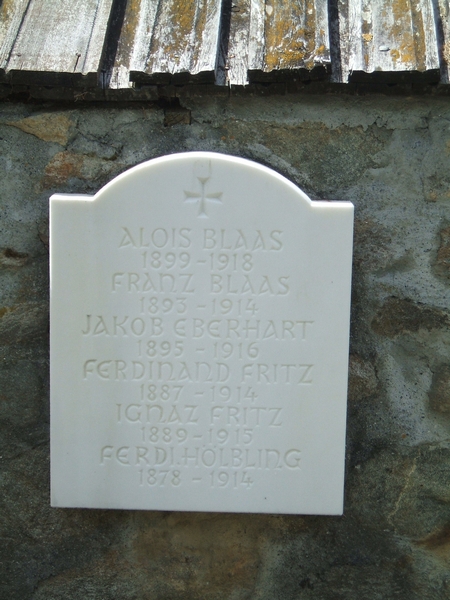 ALOIS BLAAS
1899-1918
FRANZ BLAAS
1893-1914
JAKOB EBERHART
1895 - 1916
FERDINAND FRITZ
1887 - 1914
IGNAZ FRITZ
1889-1915
FERDI.HÖLBLING
1878 - 1914